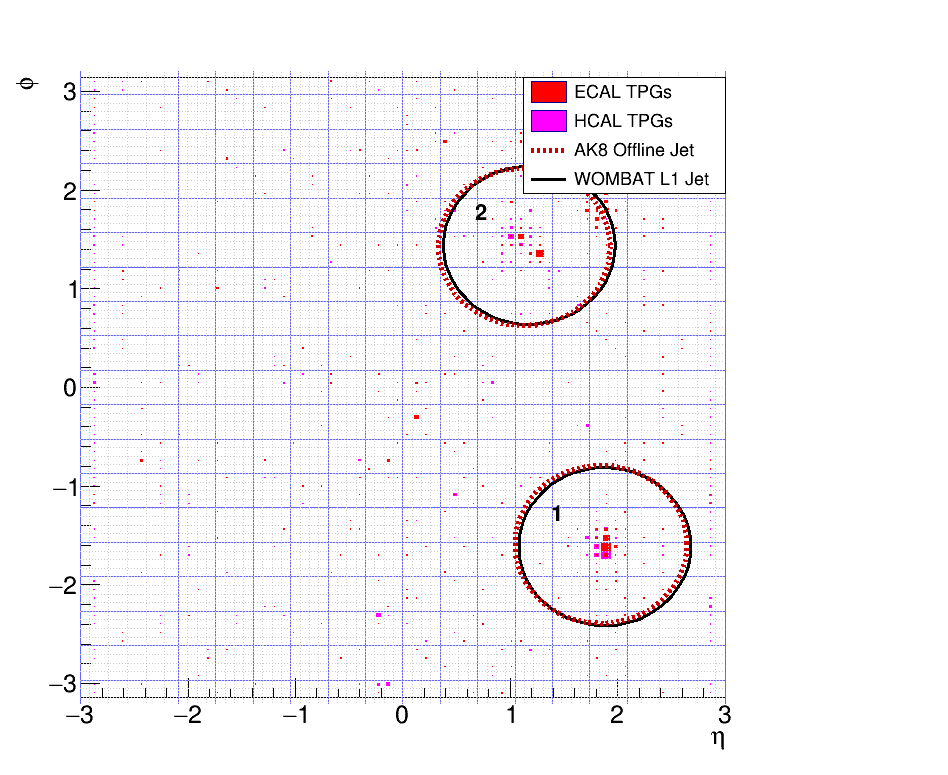 φ
3
2
1
0
−1
−2
−3
−3 −2 −1 0 1 2 3
η
ECAL TPGs
HCAL TPGs
AK8 Offline Jet
WOMBAT L1 Jet
2
1